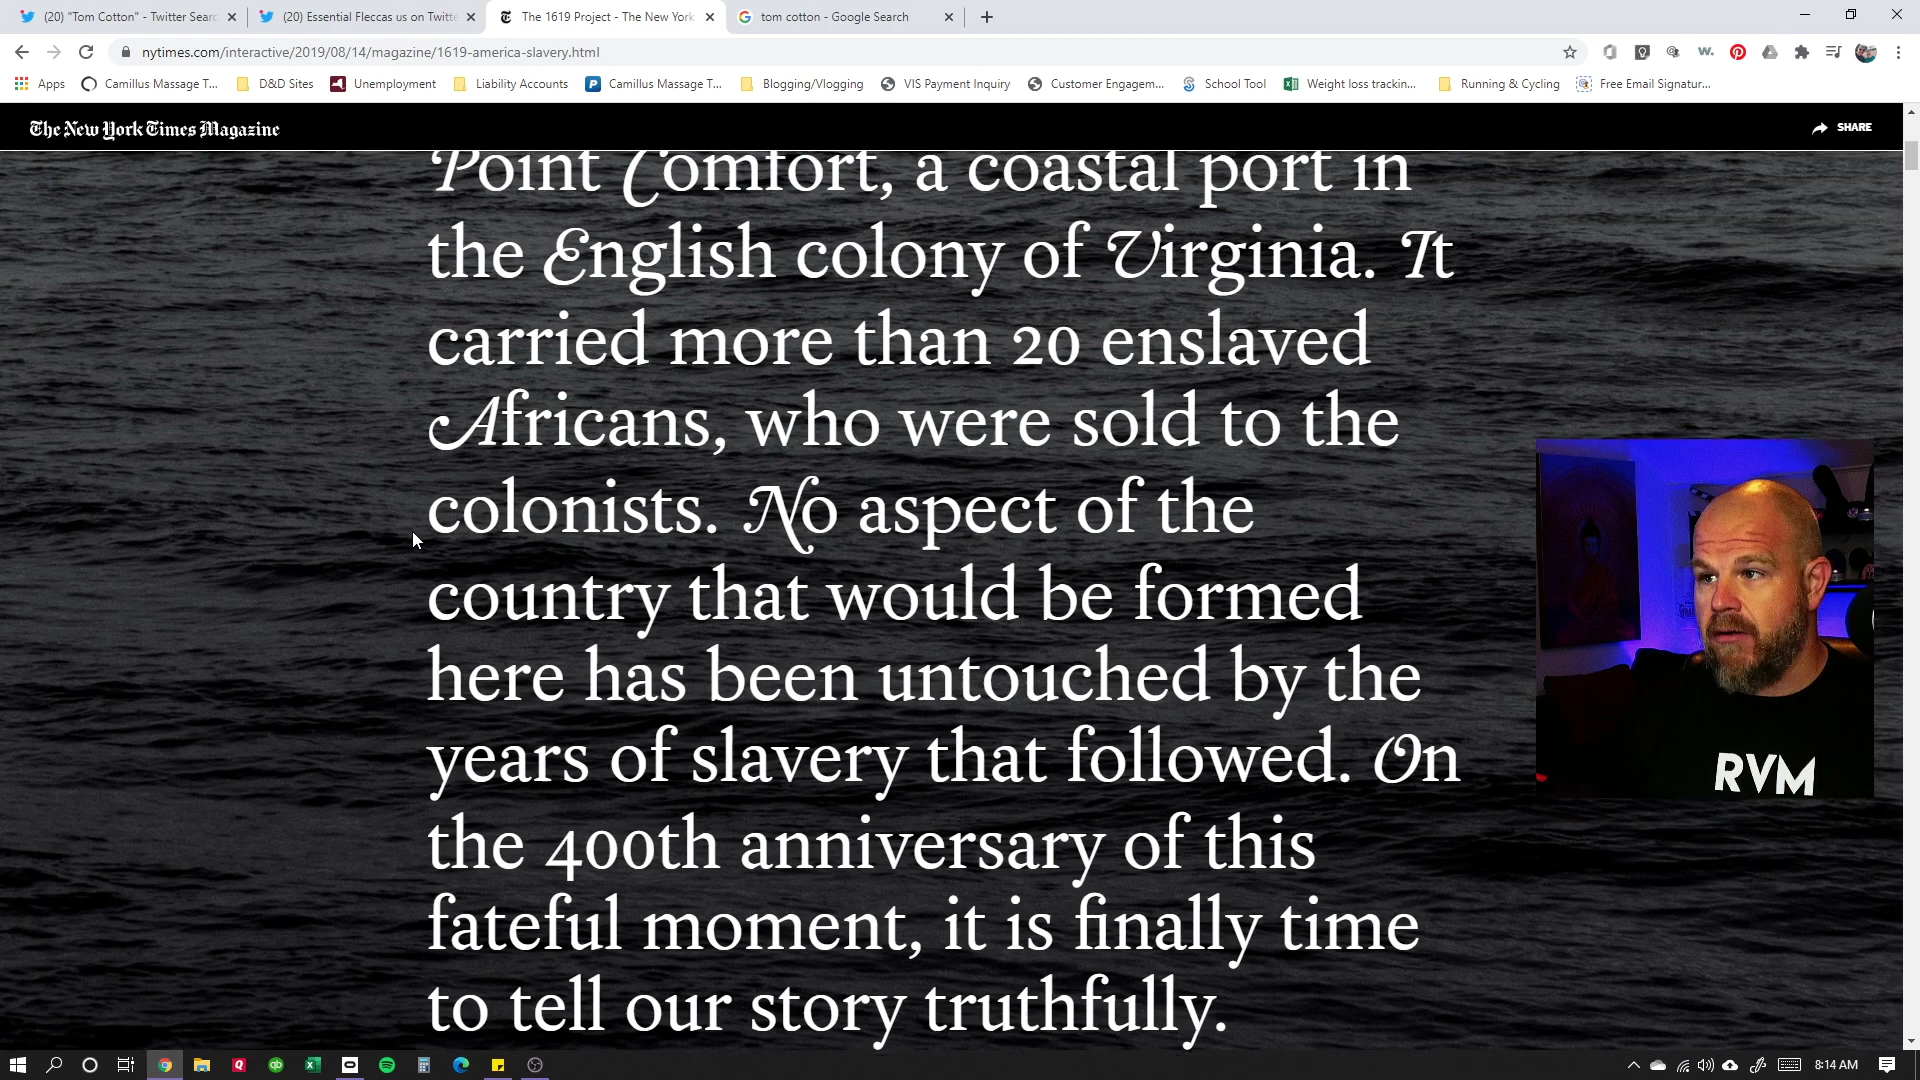 (20) "Tom Cotton" - Twitter Searc
(20) Essential Fleccas us on Twitte
The 1619 Project - The New York
tom cotton - Google Search
nytimes.com/interactive/2019/08/14/magazine/1619-america-slavery.html
Apps
Camillus Massage T...
D&D Sites
Unemployment
Liability Accounts
Camillus Massage T...
Blogging/Vlogging
VIS Payment Inquiry
Customer Engagem...
School Tool
Weight loss trackin...
Running & Cycling
Free Email Signatur...
The New York Times Magazine
SHARE
Point Comfort, a coastal port in
the English colony of Virginia. It
carried more than 20 enslaved
Africans, who were sold to the
colonists. No aspect of the
country that would be formed
here has been untouched by the
years of slavery that followed. On
the 400th anniversary of this
fateful moment, it is finally time
to tell our story truthfully.
RVM
8:14 AM